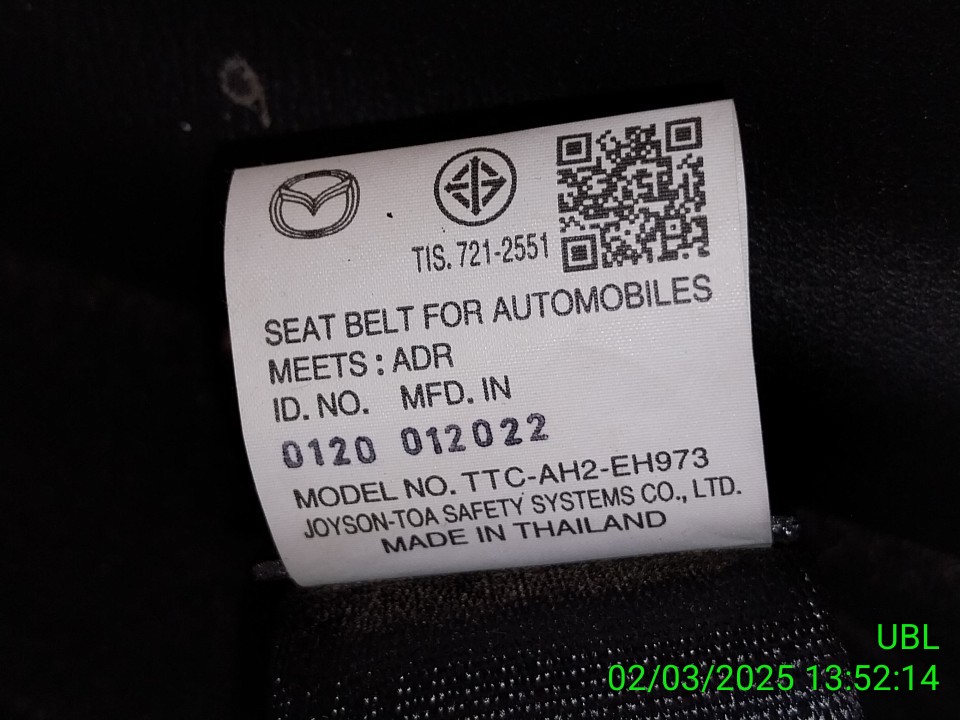 TIS. 721-2551
SEAT BELT FOR AUTOMOBILES
MEETS : ADR
ID. NO. MFD. IN
0120 012022
MODEL NO. TTC-AH2-EH973
JOYSON-TOA SAFETY SYSTEMS CO., LTD.
MADE IN THAILAND
UBL
02/03/2025 13:52:14